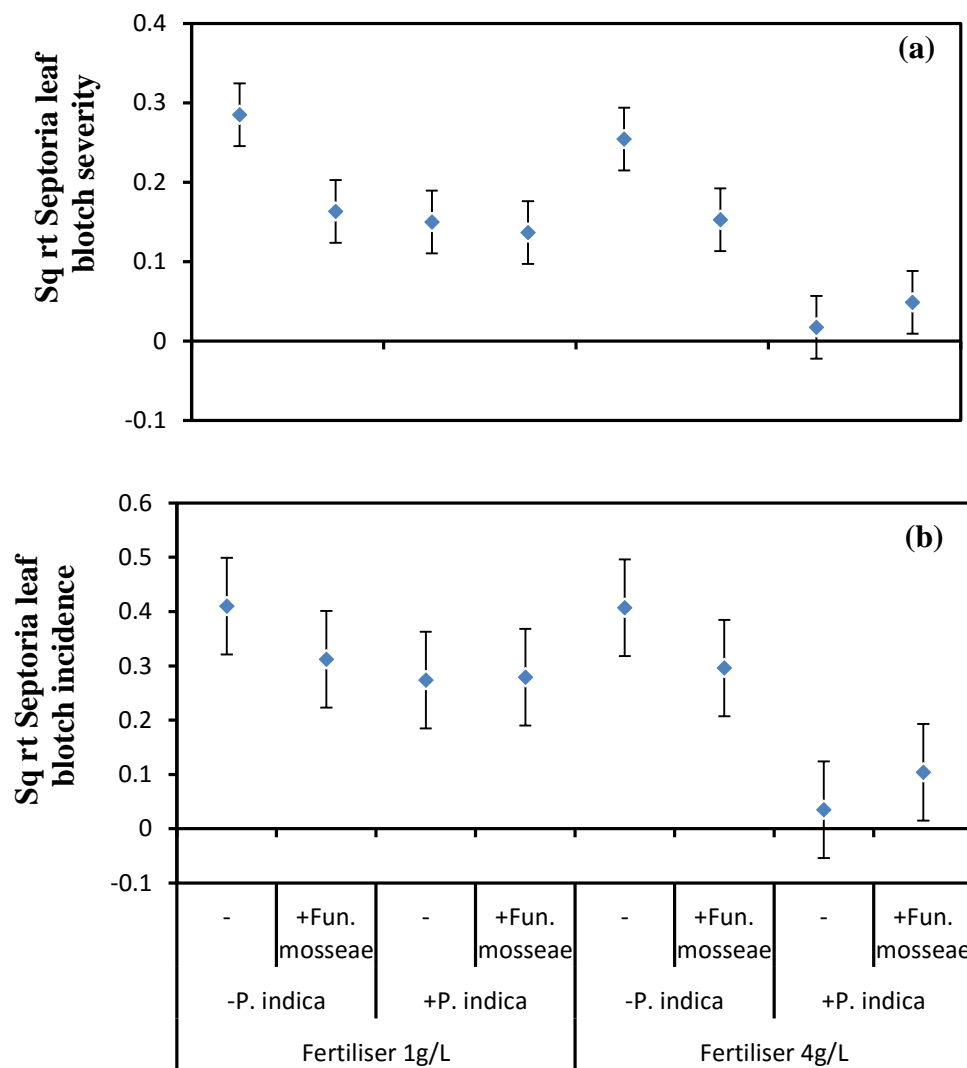 (a)
Sq rt Septoria leaf
blotch severity
0.4
0.3
0.2
0.1
0
-0.1
(b)
Sq rt Septoria leaf
blotch incidence
0.6
0.5
0.4
0.3
0.2
0.1
0
-0.1
- +Fun. - +Fun. - +Fun. - +Fun.
mosseae mosseae mosseae mosseae
-P. indica +P. indica -P. indica +P. indica
Fertiliser 1g/L Fertiliser 4g/L